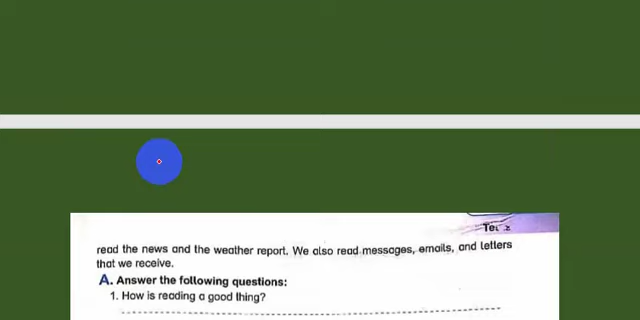 read the news and the weather report. We also read messages, emails, and letters
that we receive.
A. Answer the following questions:
1. How is reading a good thing?